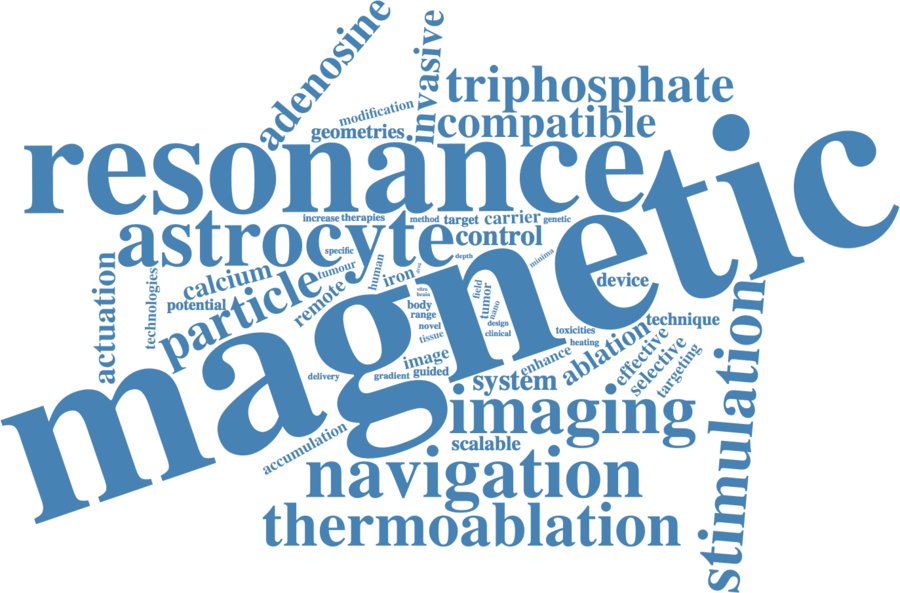 adenosine
invasive
triphosphate
modification
geometries
compatible
resonance
magnetic
increase
therapies
method
target
carrier
genetic
astrocyte
control
specific
depth
minima
actuation
technologies
calcium
tumour
human
iron
potential
remote
particle
vitro
brain
body
range
novel
tissue
field
tumor
nano
design
clinical
device
toxicities
technique
heating
image
guided
gradient
delivery
enhance
ablation
effective
selective
targeting
system
stimulation
imaging
accumulation
scalable
navigation
thermoablation